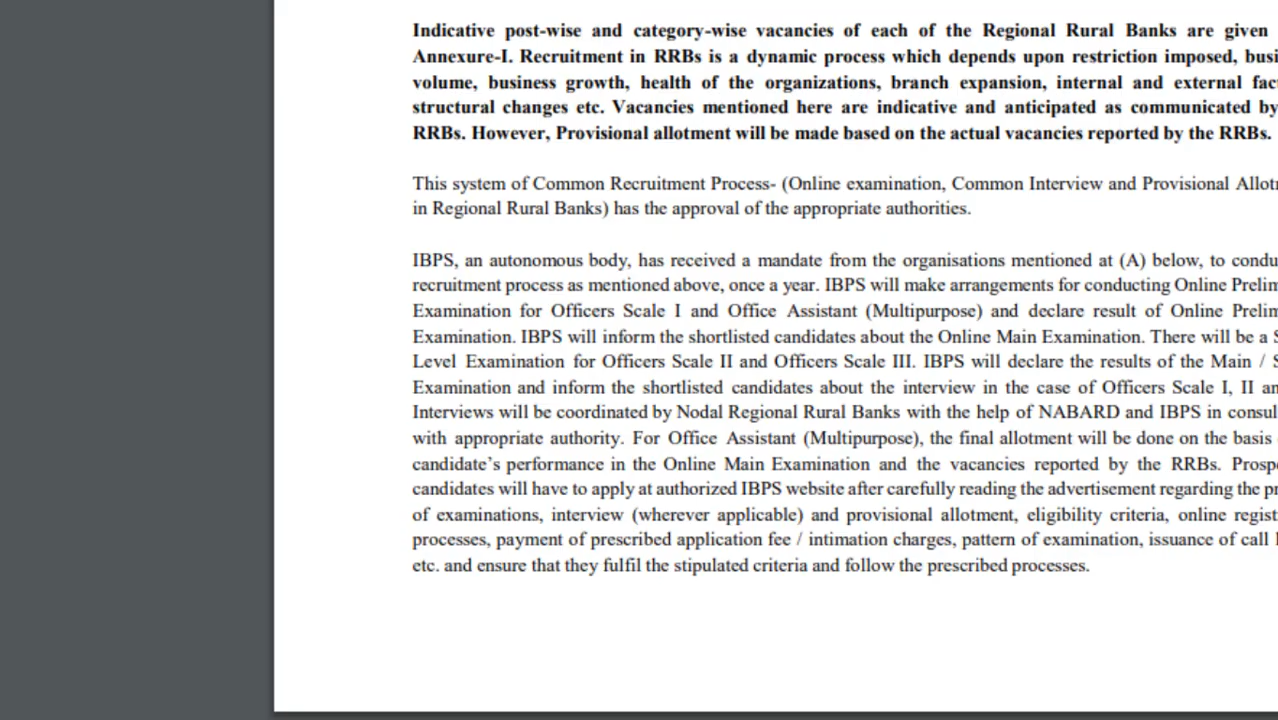 Indicative post-wise and category-wise vacancies of each of the Regional Rural Banks are given
Annexure-I. Recruitment in RRBs is a dynamic process which depends upon restriction imposed, busi
volume, business growth, health of the organizations, branch expansion, internal and external fac
structural changes etc. Vacancies mentioned here are indicative and anticipated as communicated by
RRBs. However, Provisional allotment will be made based on the actual vacancies reported by the RRBs.
This system of Common Recruitment Process- (Online examination, Common Interview and Provisional Allot
in Regional Rural Banks) has the approval of the appropriate authorities.
IBPS, an autonomous body, has received a mandate from the organisations mentioned at (A) below, to condu
recruitment process as mentioned above, once a year. IBPS will make arrangements for conducting Online Prelim
Examination for Officers Scale I and Office Assistant (Multipurpose) and declare result of Online Prelim
Examination. IBPS will inform the shortlisted candidates about the Online Main Examination. There will be a S
Level Examination for Officers Scale II and Officers Scale III. IBPS will declare the results of the Main / S
Examination and inform the shortlisted candidates about the interview in the case of Officers Scale I, II an
Interviews will be coordinated by Nodal Regional Rural Banks with the help of NABARD and IBPS in consul
with appropriate authority. For Office Assistant (Multipurpose), the final allotment will be done on the basis
candidate's performance in the Online Main Examination and the vacancies reported by the RRBs. Prospe
candidates will have to apply at authorized IBPS website after carefully reading the advertisement regarding the pr
of examinations, interview (wherever applicable) and provisional allotment, eligibility criteria, online regist
processes, payment of prescribed application fee / intimation charges, pattern of examination, issuance of call
etc. and ensure that they fulfil the stipulated criteria and follow the prescribed processes.